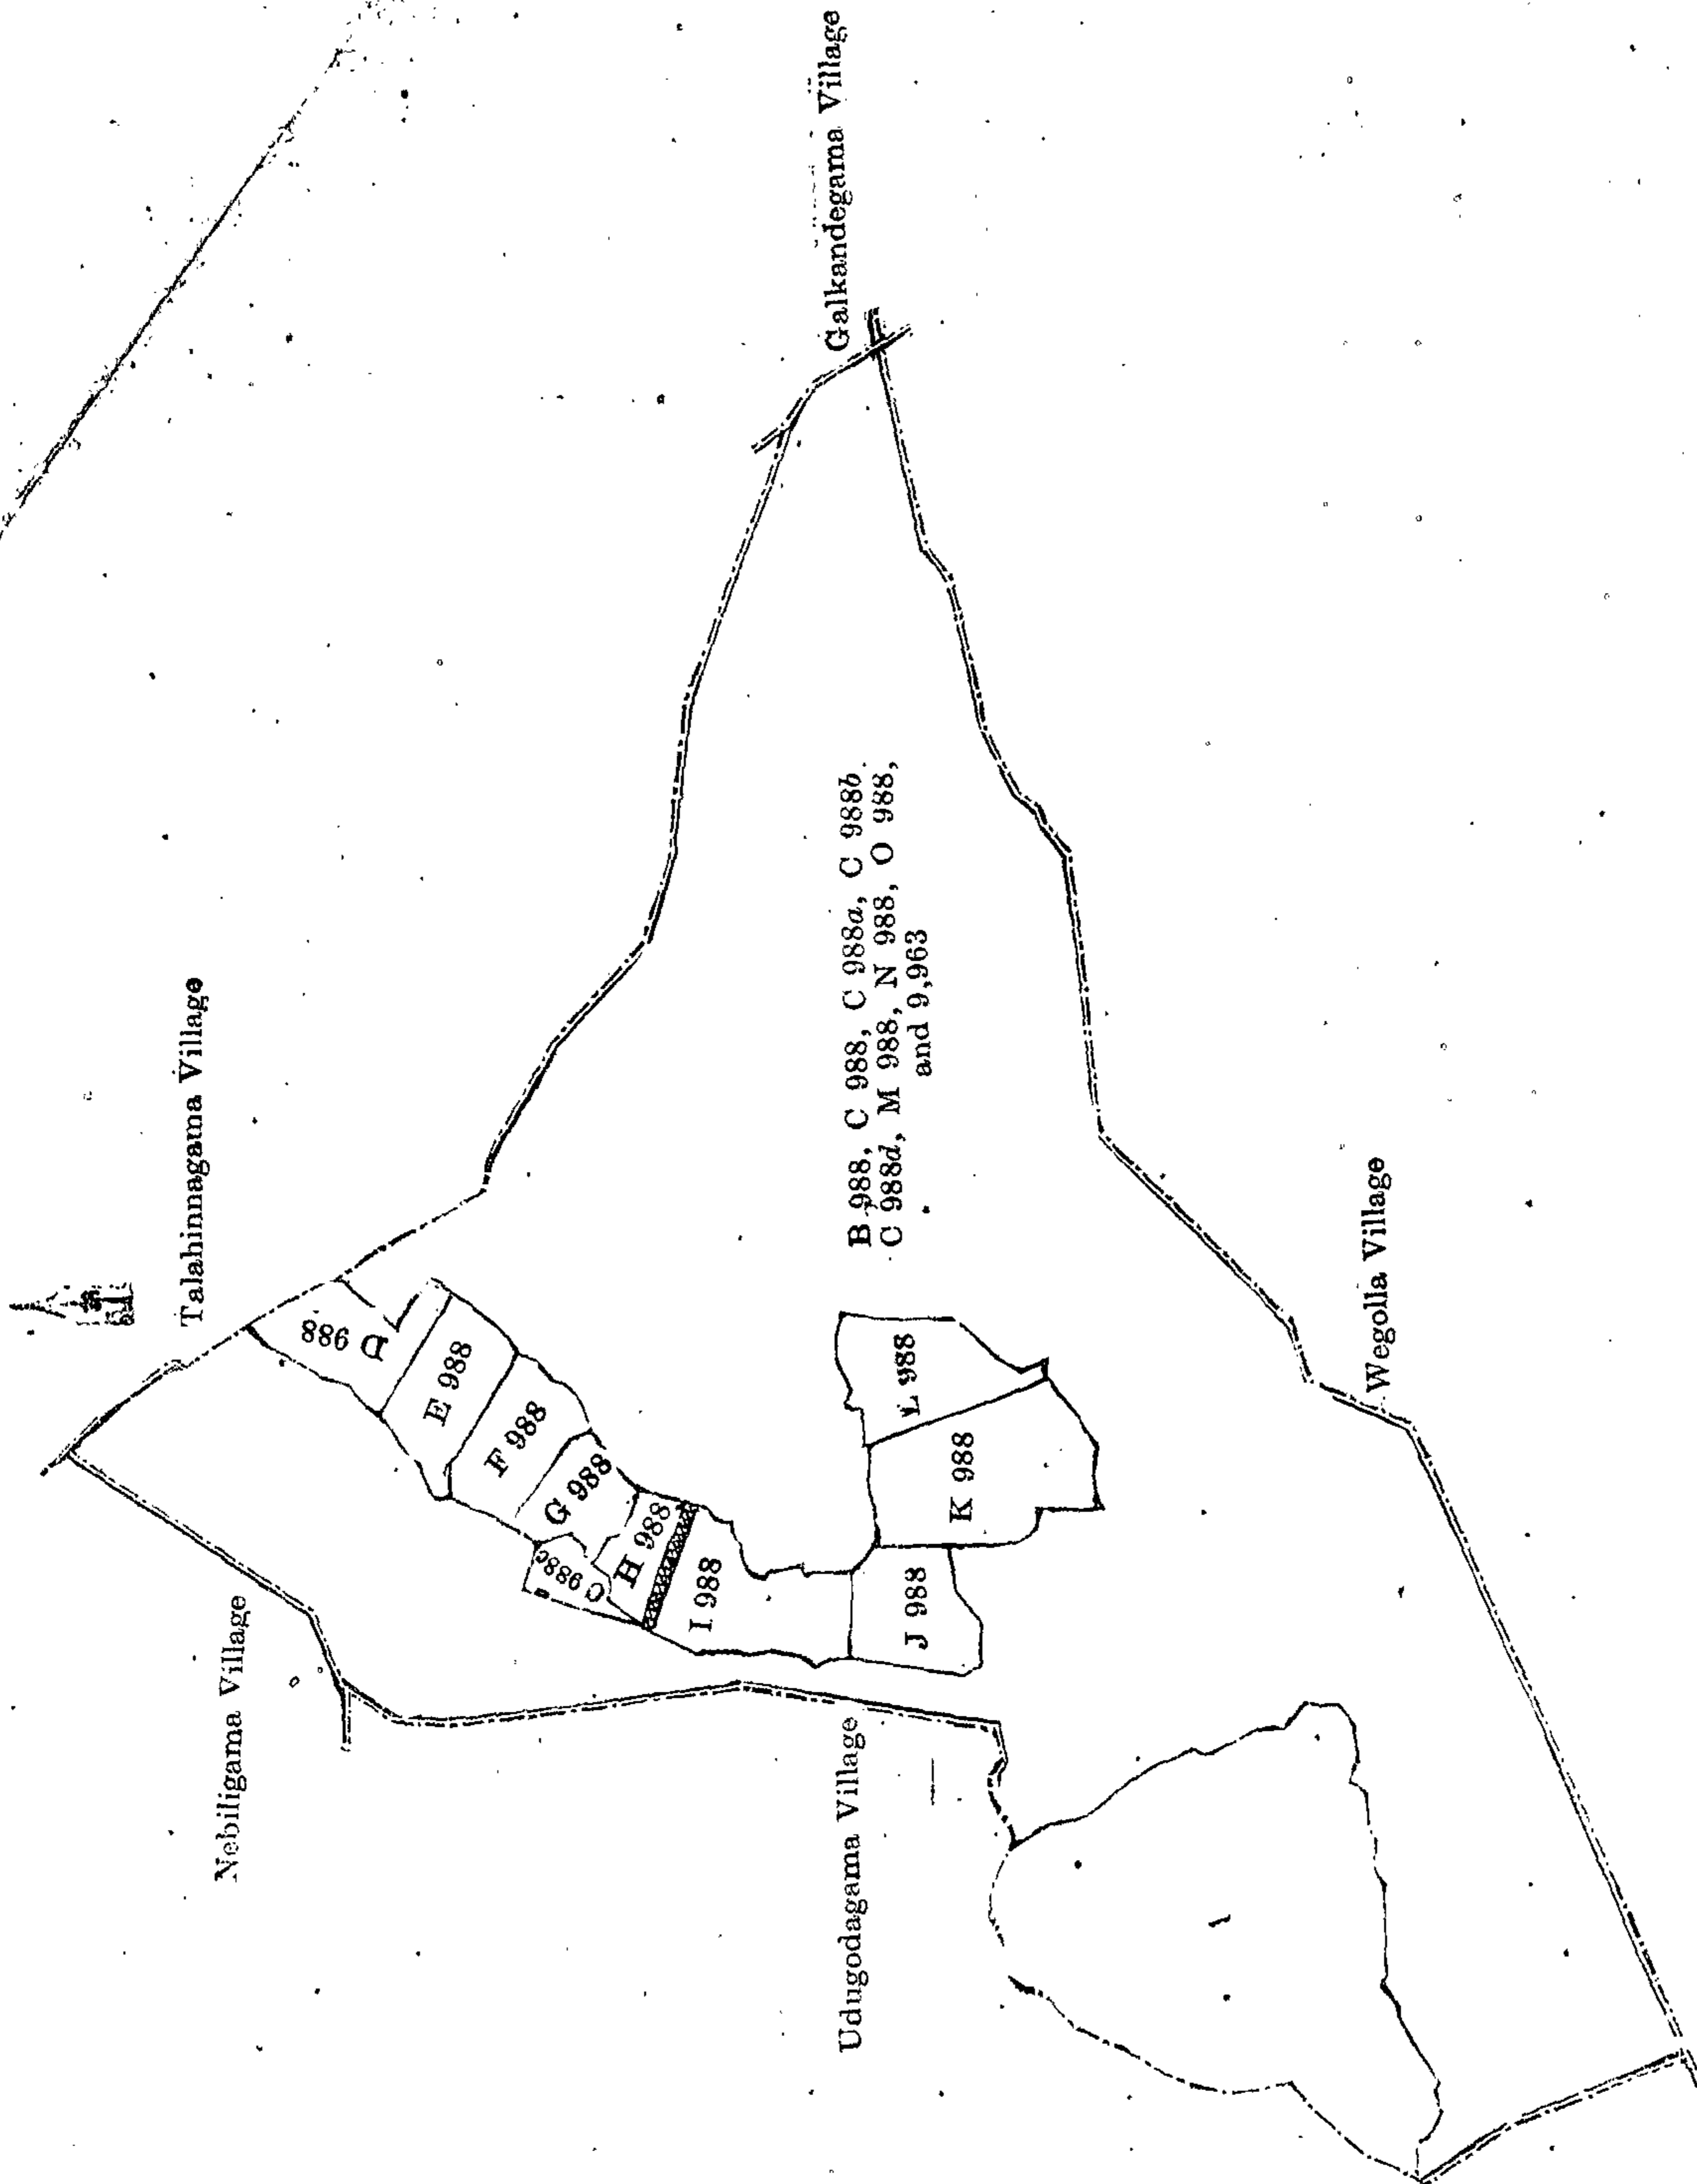 Talahinnagama Village
Nebiligama Village
Galkandegama Village
D 988
E 988
F 988
G 988
C 988c
H 988
I 988
J 988
K 988
L 988
B 988, C 988, C 988a, C 988b
C 988d, M 988, N 988, O 988,
and 9,963
Udugodagama Village
Wegolla Village
1